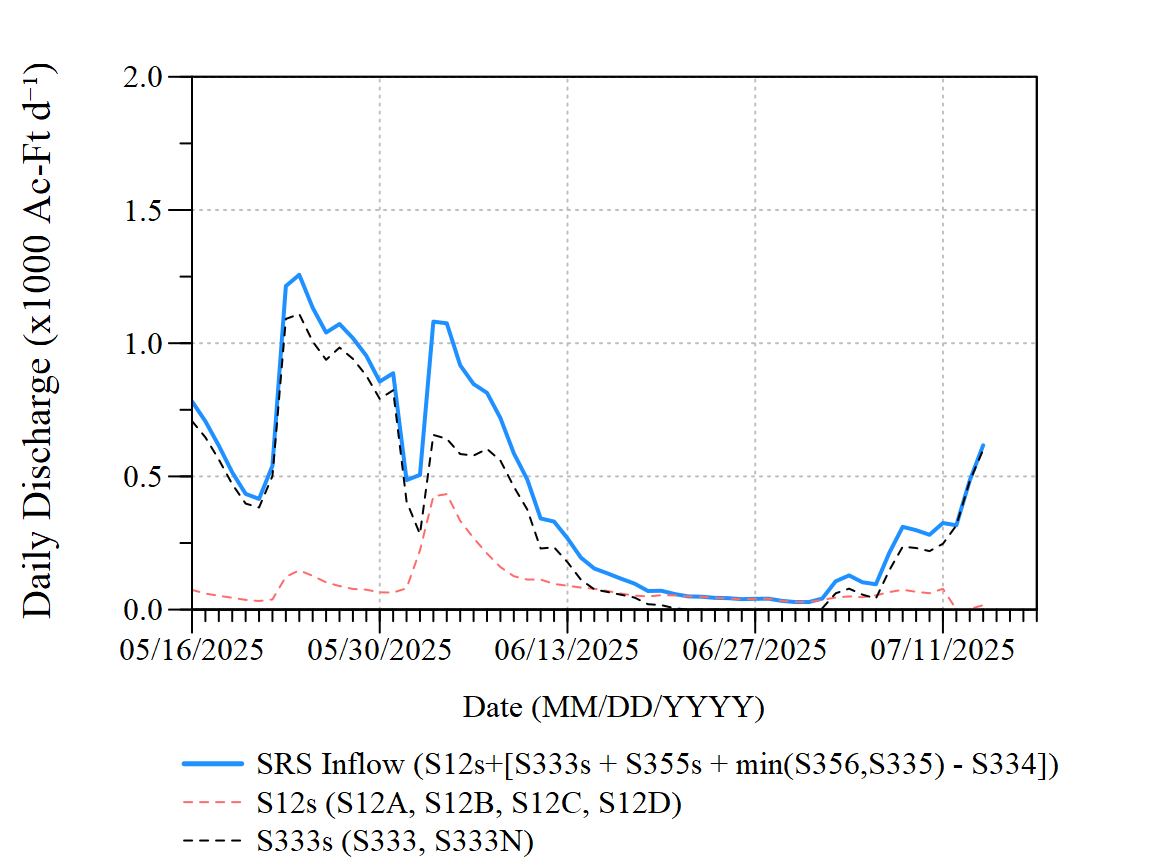 Daily Discharge (x1000 Ac-Ft d⁻¹)
2.0
1.5
1.0
0.5
0.0
05/16/2025 05/30/2025 06/13/2025 06/27/2025 07/11/2025
Date (MM/DD/YYYY)
SRS Inflow (S12s+[S333s + S355s + min(S356,S335) - S334])
S12s (S12A, S12B, S12C, S12D)
S333s (S333, S333N)